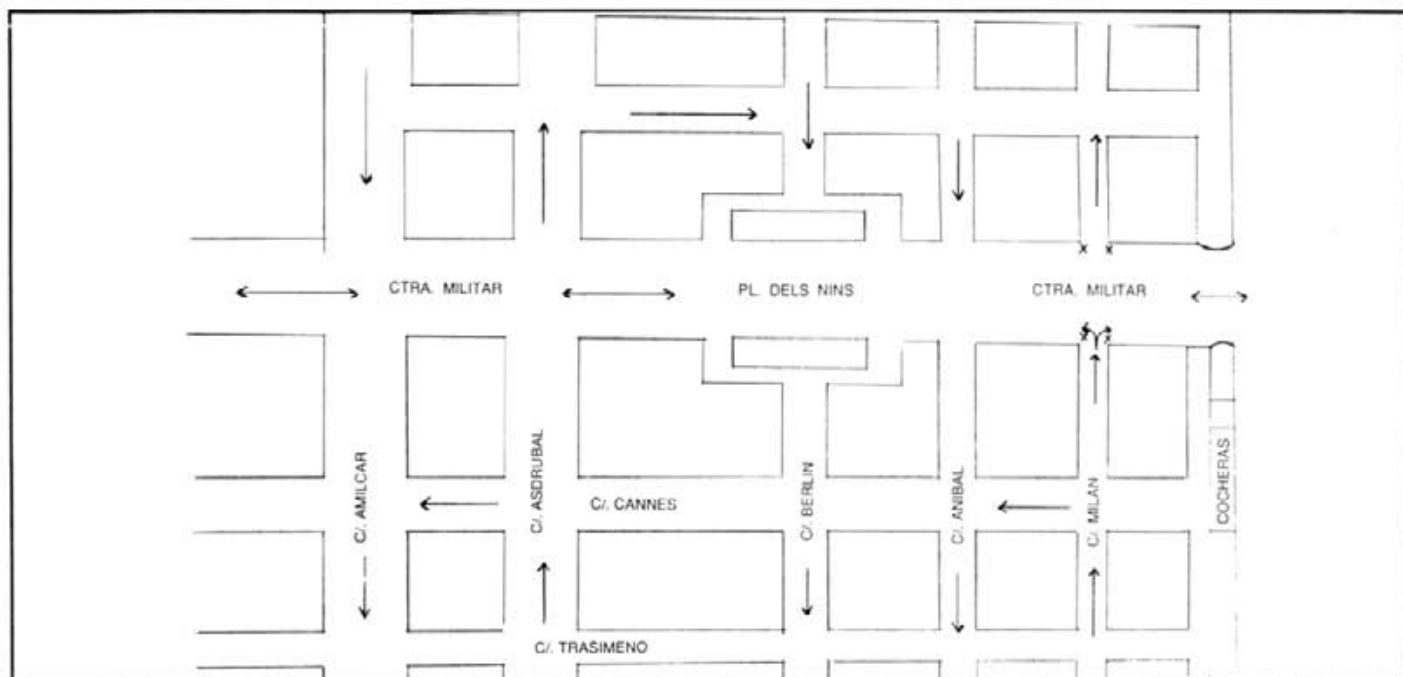 CTRA. MILITAR
PL. DELS NINS
CTRA. MILITAR
C/. AMILCAR
C/. ASDRUBAL
C/. CANNES
C/. BERLIN
C/. ANIBAL
C/. MILAN
COCHERAS
C/. TRASIMENO